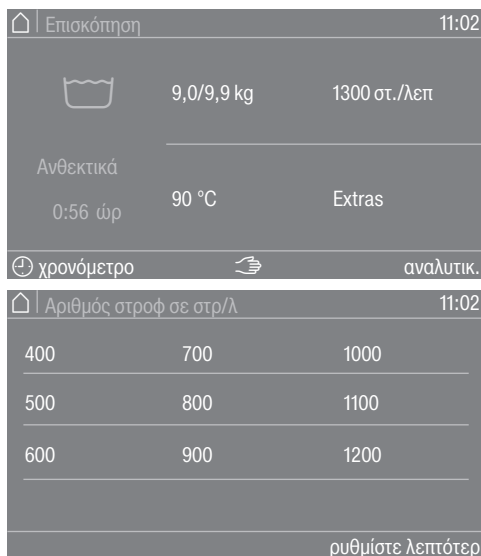 Επισκόπηση 11:02
9,0/9,9 kg 1300 στ./λεπ
Ανθεκτικά
0:56 ώρ
90 °C Extras
χρονόμετρο αναλυτικ.
Αριθμός στροφ σε στρ/λ 11:02
400 700 1000
500 800 1100
600 900 1200
ρυθμίστε λεπτότερ